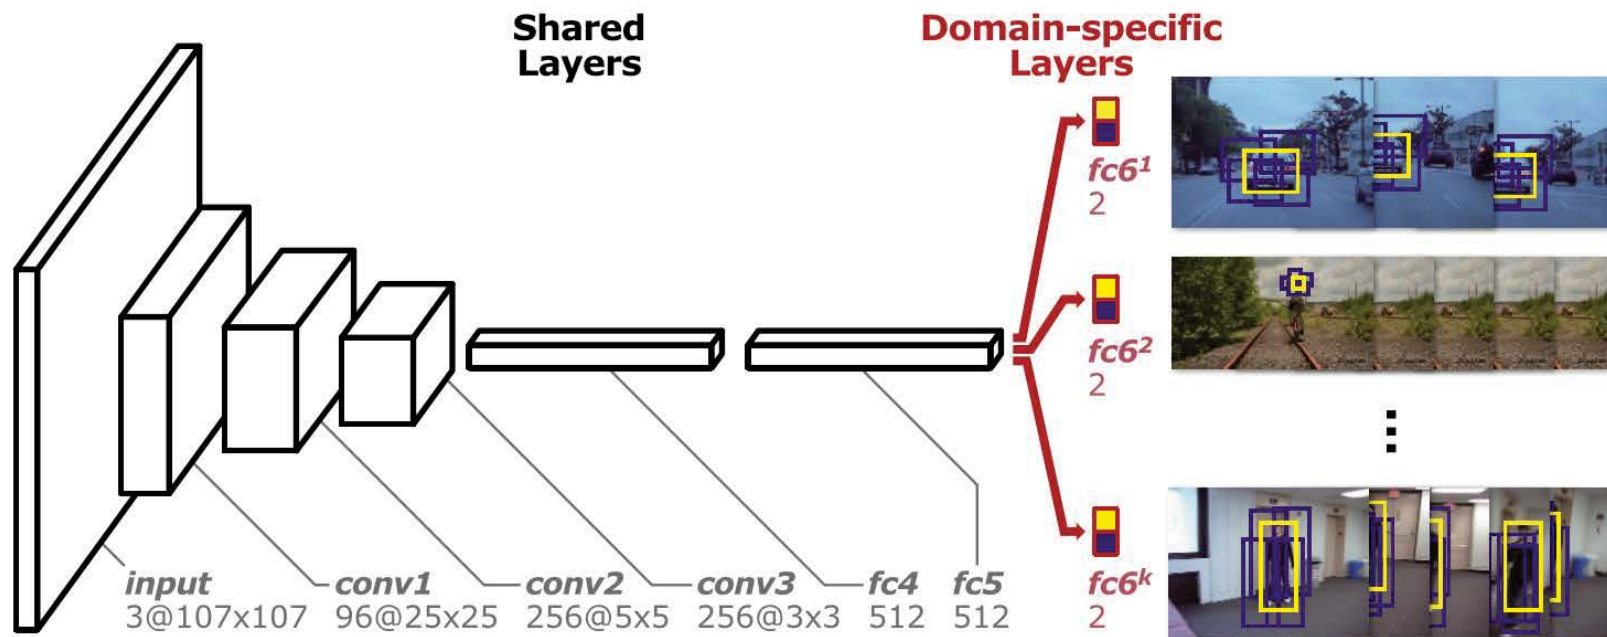 Shared
Layers
Domain-specific
Layers
fc6¹
2
fc6²
2
fc6ᵏ
2
input
3@107x107
conv1
96@25x25
conv2
256@5x5
conv3
256@3x3
fc4
512
fc5
512